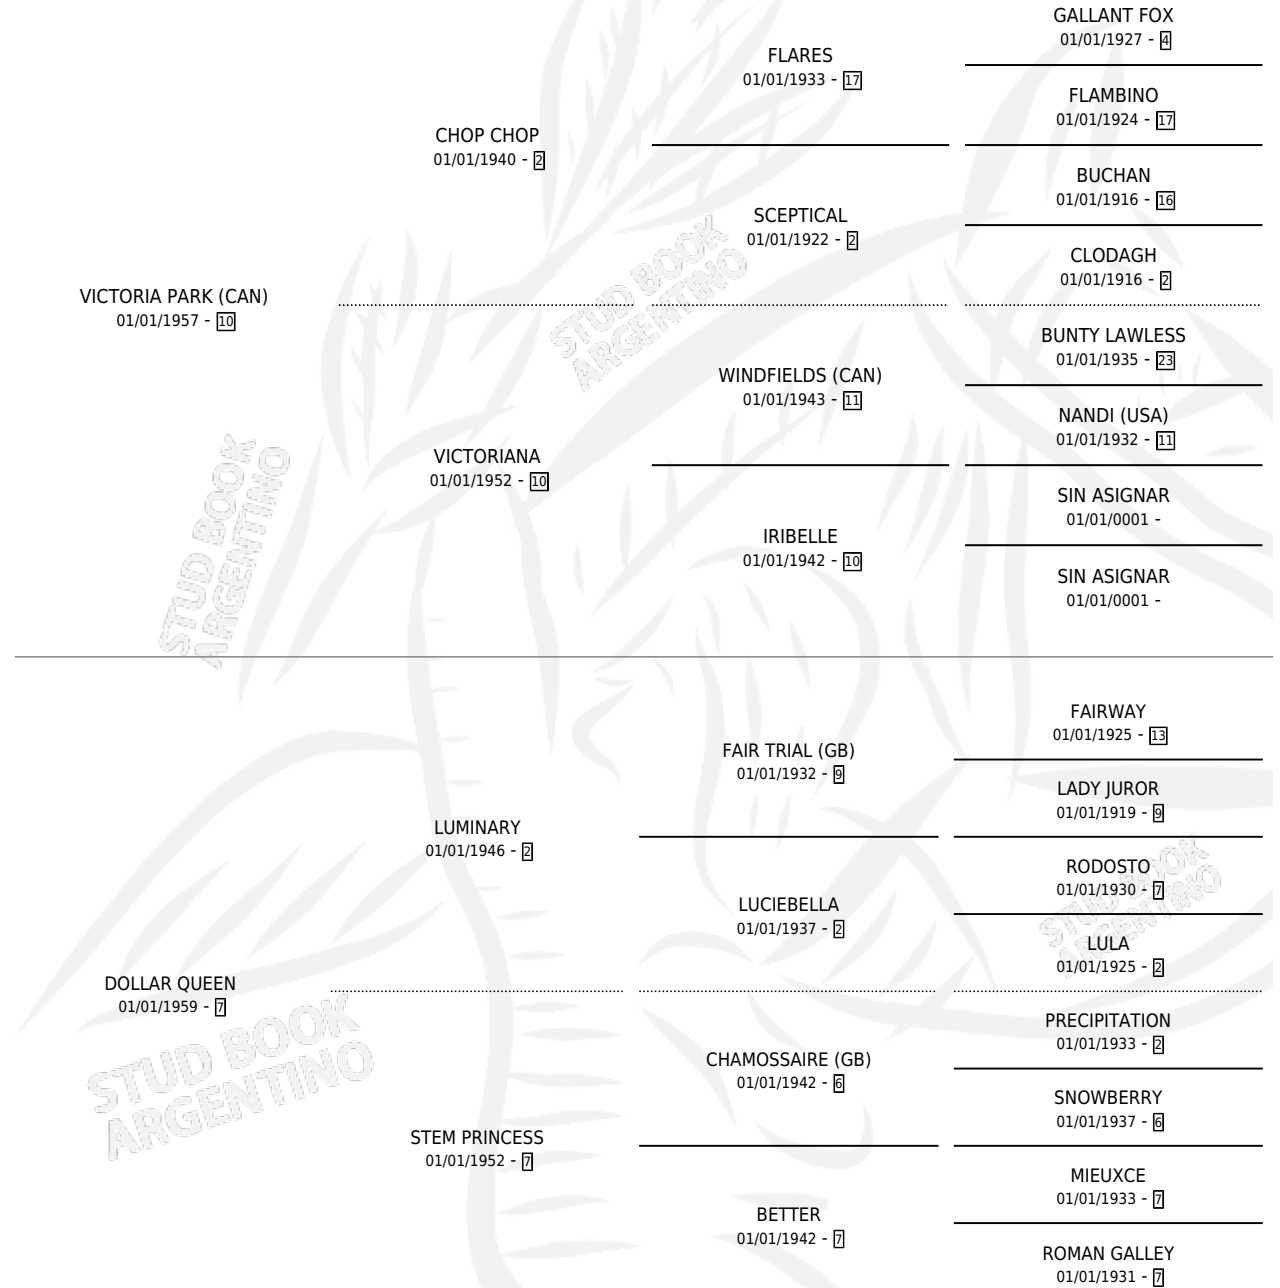 GALLANT FOX
01/01/1927 - 4
FLARES
01/01/1933 - 17
FLAMBINO
01/01/1924 - 17
CHOP CHOP
01/01/1940 - 2
BUCHAN
01/01/1916 - 16
SCEPTICAL
01/01/1922 - 2
CLODAGH
01/01/1916 - 2
VICTORIA PARK (CAN)
01/01/1957 - 10
BUNTY LAWLESS
01/01/1935 - 23
WINDFIELDS (CAN)
01/01/1943 - 11
NANDI (USA)
01/01/1932 - 11
VICTORIANA
01/01/1952 - 10
SIN ASIGNAR
01/01/0001 -
IRIBELLE
01/01/1942 - 10
SIN ASIGNAR
01/01/0001 -
FAIRWAY
01/01/1925 - 13
FAIR TRIAL (GB)
01/01/1932 - 9
LADY JUROR
01/01/1919 - 9
LUMINARY
01/01/1946 - 2
RODOSTO
01/01/1930 - 7
LUCIEBELLA
01/01/1937 - 2
LULA
01/01/1925 - 2
DOLLAR QUEEN
01/01/1959 - 7
PRECIPITATION
01/01/1933 - 2
CHAMOSSAIRE (GB)
01/01/1942 - 6
SNOWBERRY
01/01/1937 - 6
STEM PRINCESS
01/01/1952 - 7
MIEUXCE
01/01/1933 - 7
BETTER
01/01/1942 - 7
ROMAN GALLEY
01/01/1931 - 7
STUD BOOK
ARGENTINO
STUD BOOK
ARGENTINO
STUD BOOK
ARGENTINO
STUD BOOK
ARGENTINO